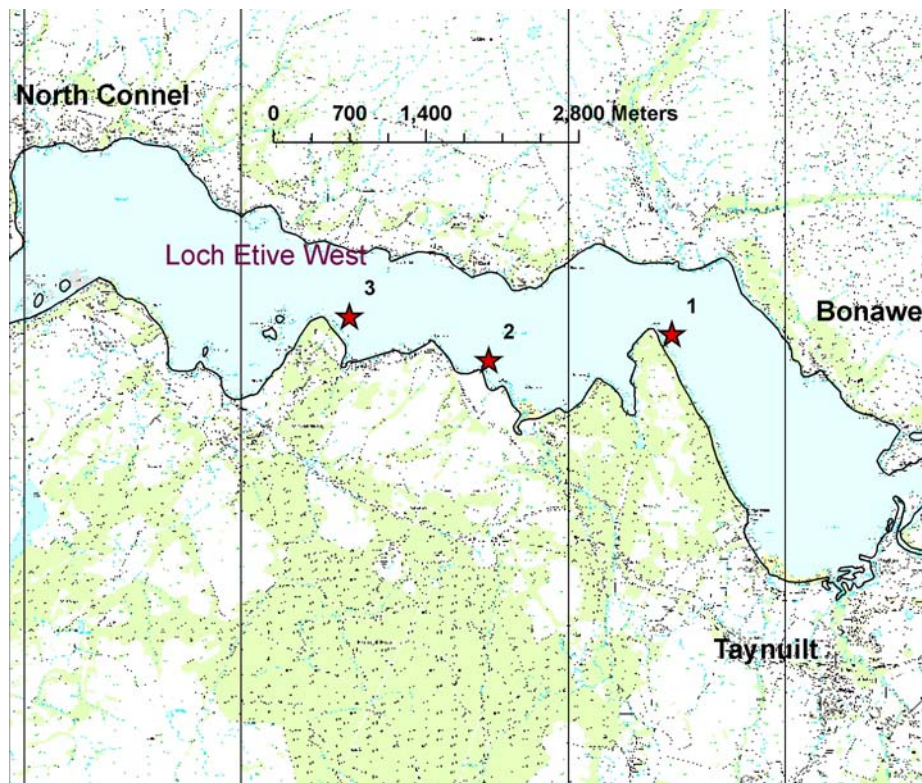 North Connel
0 700 1,400 2,800 Meters
Loch Etive West
3
2
1
Bonawe
Taynuilt